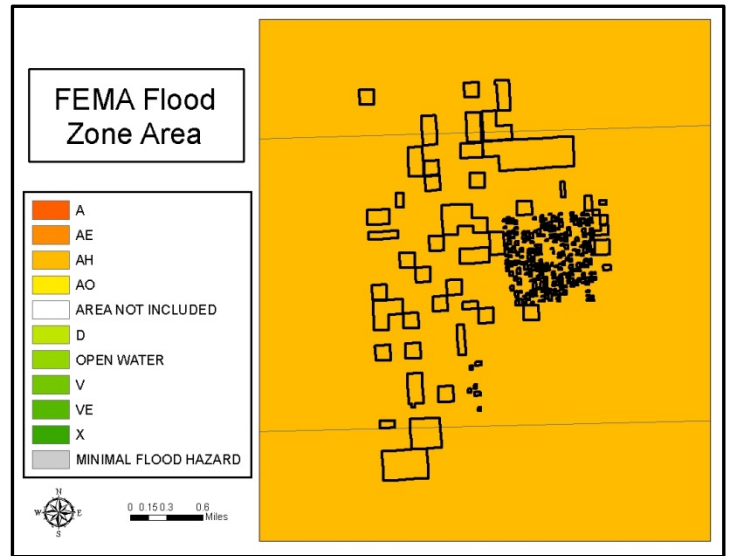 FEMA Flood
Zone Area
A
AE
AH
AO
AREA NOT INCLUDED
D
OPEN WATER
V
VE
X
MINIMAL FLOOD HAZARD
N
W E
S
0 0.15 0.3 0.6
Miles